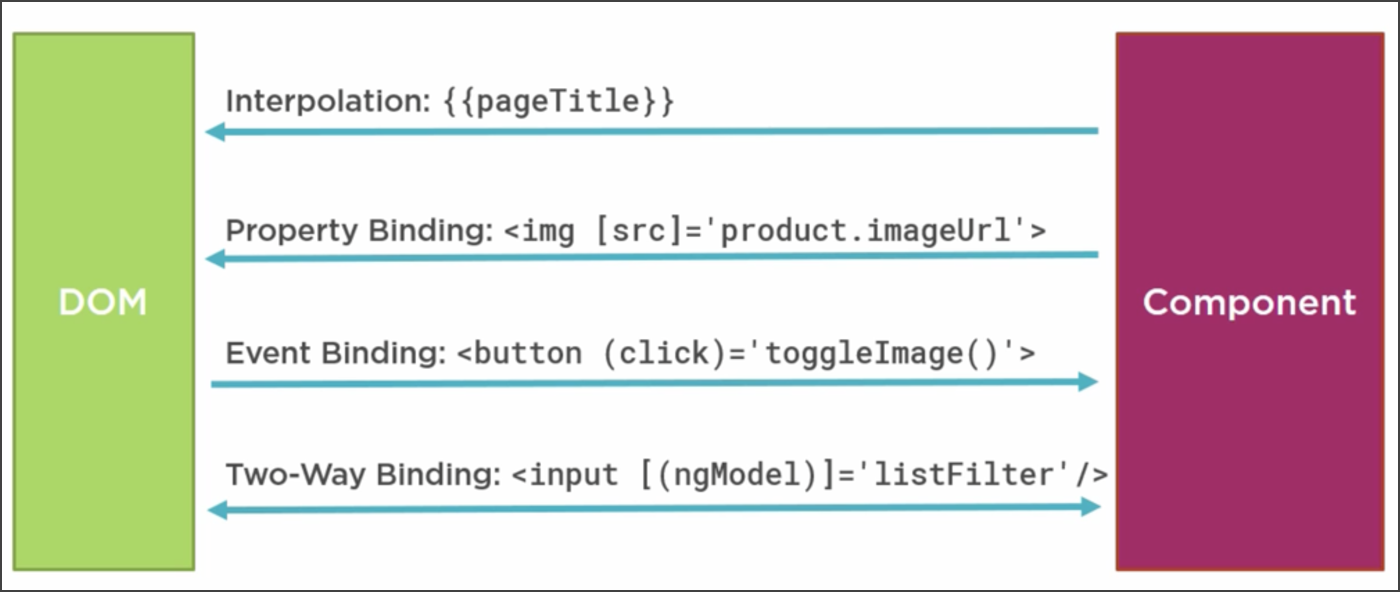 Interpolation: {{pageTitle}}
Property Binding: <img [src]='product.imageUrl'>
DOM
Component
Event Binding: <button (click)='toggleImage()'>
Two-Way Binding: <input [(ngModel)]='listFilter'/>